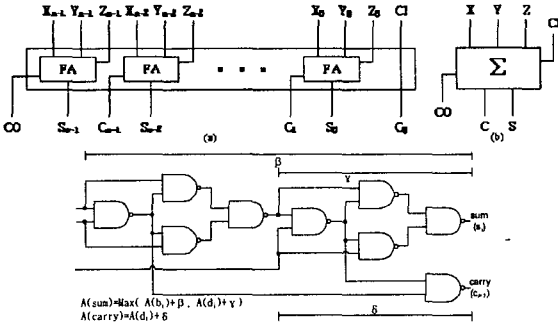 Xn-1 Yn-1 Zn-1 Xn-2 Yn-2 Zn-2 X0 Y0 Z0 CI
X Y Z
CI
FA FA . . . FA
Σ
CO Sn-1 Cn-1 Sn-2 C1 S0 C0
CO
C S
(a) (b)
β
γ
sum
(si)
carry
(ci+1)
A(sum)=Max( A(bi)+β , A(di)+γ )
A(carry)=A(di)+δ
δ